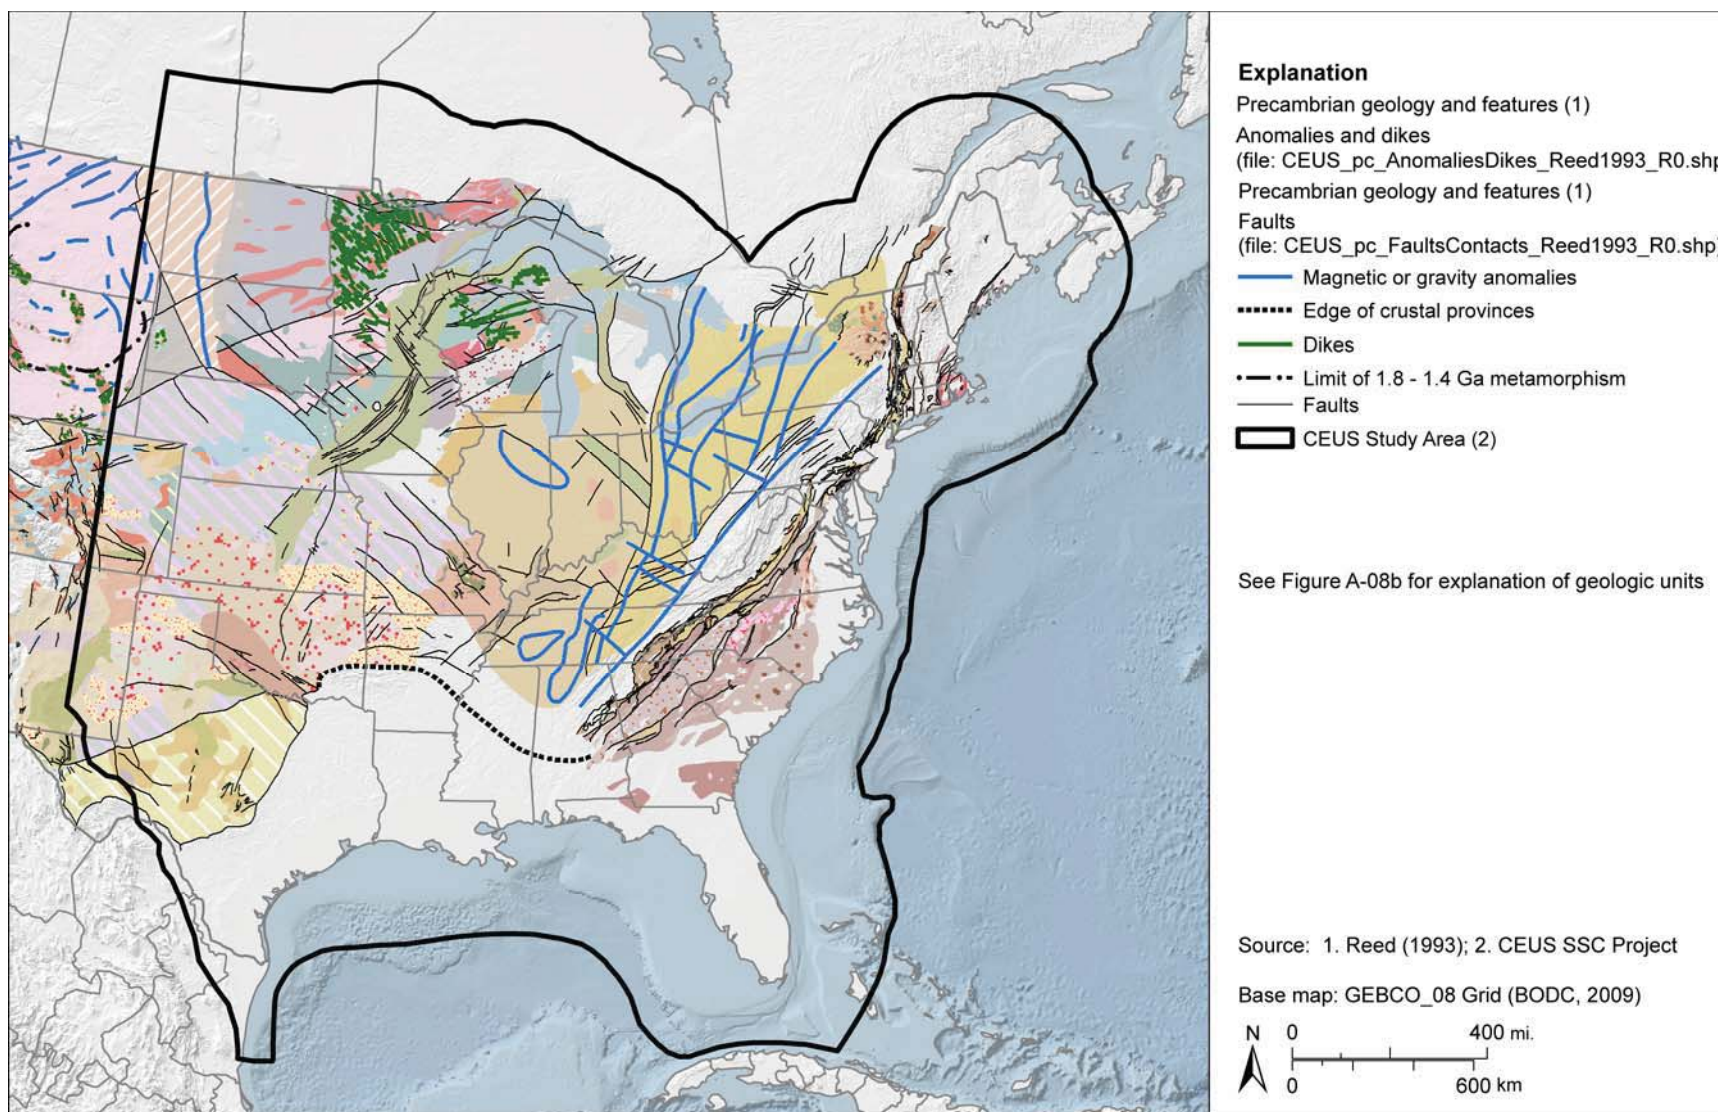 Explanation
Precambrian geology and features (1)
Anomalies and dikes
(file: CEUS_pc_AnomaliesDikes_Reed1993_R0.shp
Precambrian geology and features (1)
Faults
(file: CEUS_pc_FaultsContacts_Reed1993_R0.shp)
Magnetic or gravity anomalies
Edge of crustal provinces
Dikes
Limit of 1.8 - 1.4 Ga metamorphism
Faults
CEUS Study Area (2)
See Figure A-08b for explanation of geologic units
Source: 1. Reed (1993); 2. CEUS SSC Project
Base map: GEBCO_08 Grid (BODC, 2009)
N 0 400 mi.
0 600 km